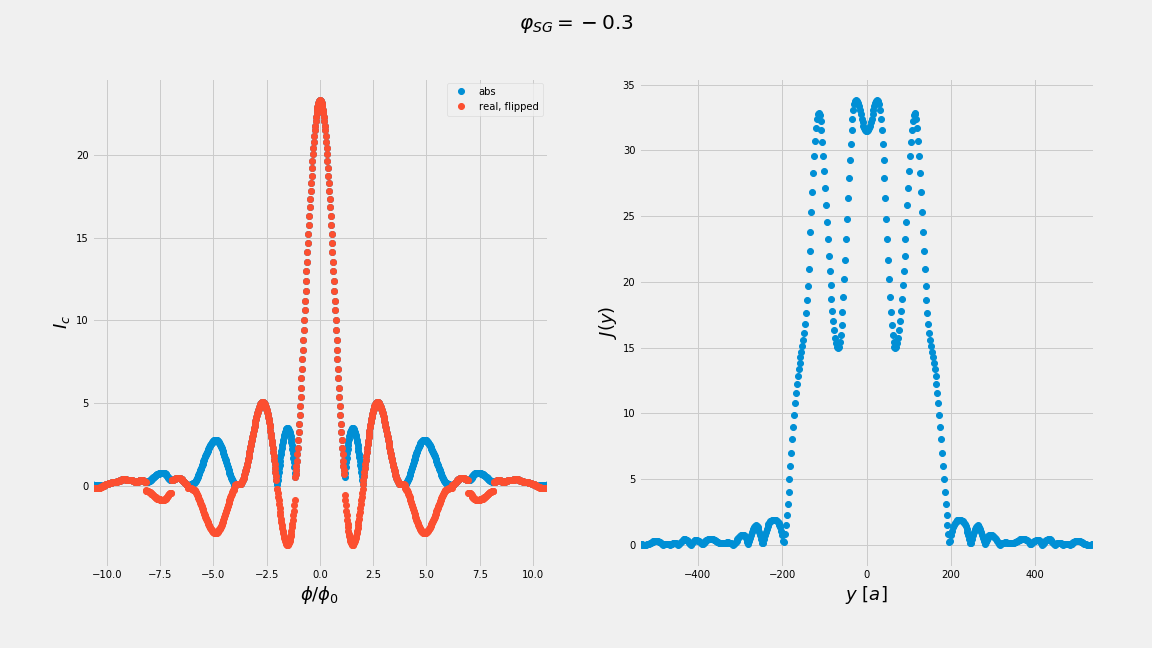 φ_{SG} = −0.3
abs
real, flipped
20
15
10
5
0
I_c
−10.0 −7.5 −5.0 −2.5 0.0 2.5 5.0 7.5 10.0
ϕ/ϕ_0
35
30
25
20
15
10
5
0
J(y)
−400 −200 0 200 400
y [a]